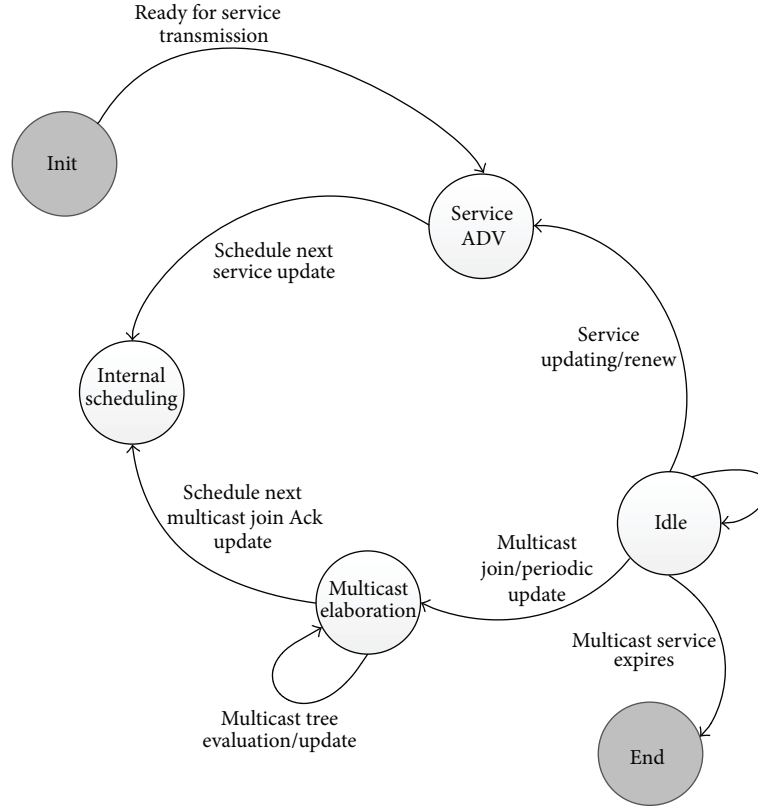 Ready for service
transmission
Init
Service
ADV
Schedule next
service update
Service
updating/renew
Internal
scheduling
Schedule next
multicast join Ack
update
Idle
Multicast
join/periodic
update
Multicast
elaboration
Multicast service
expires
Multicast tree
evaluation/update
End